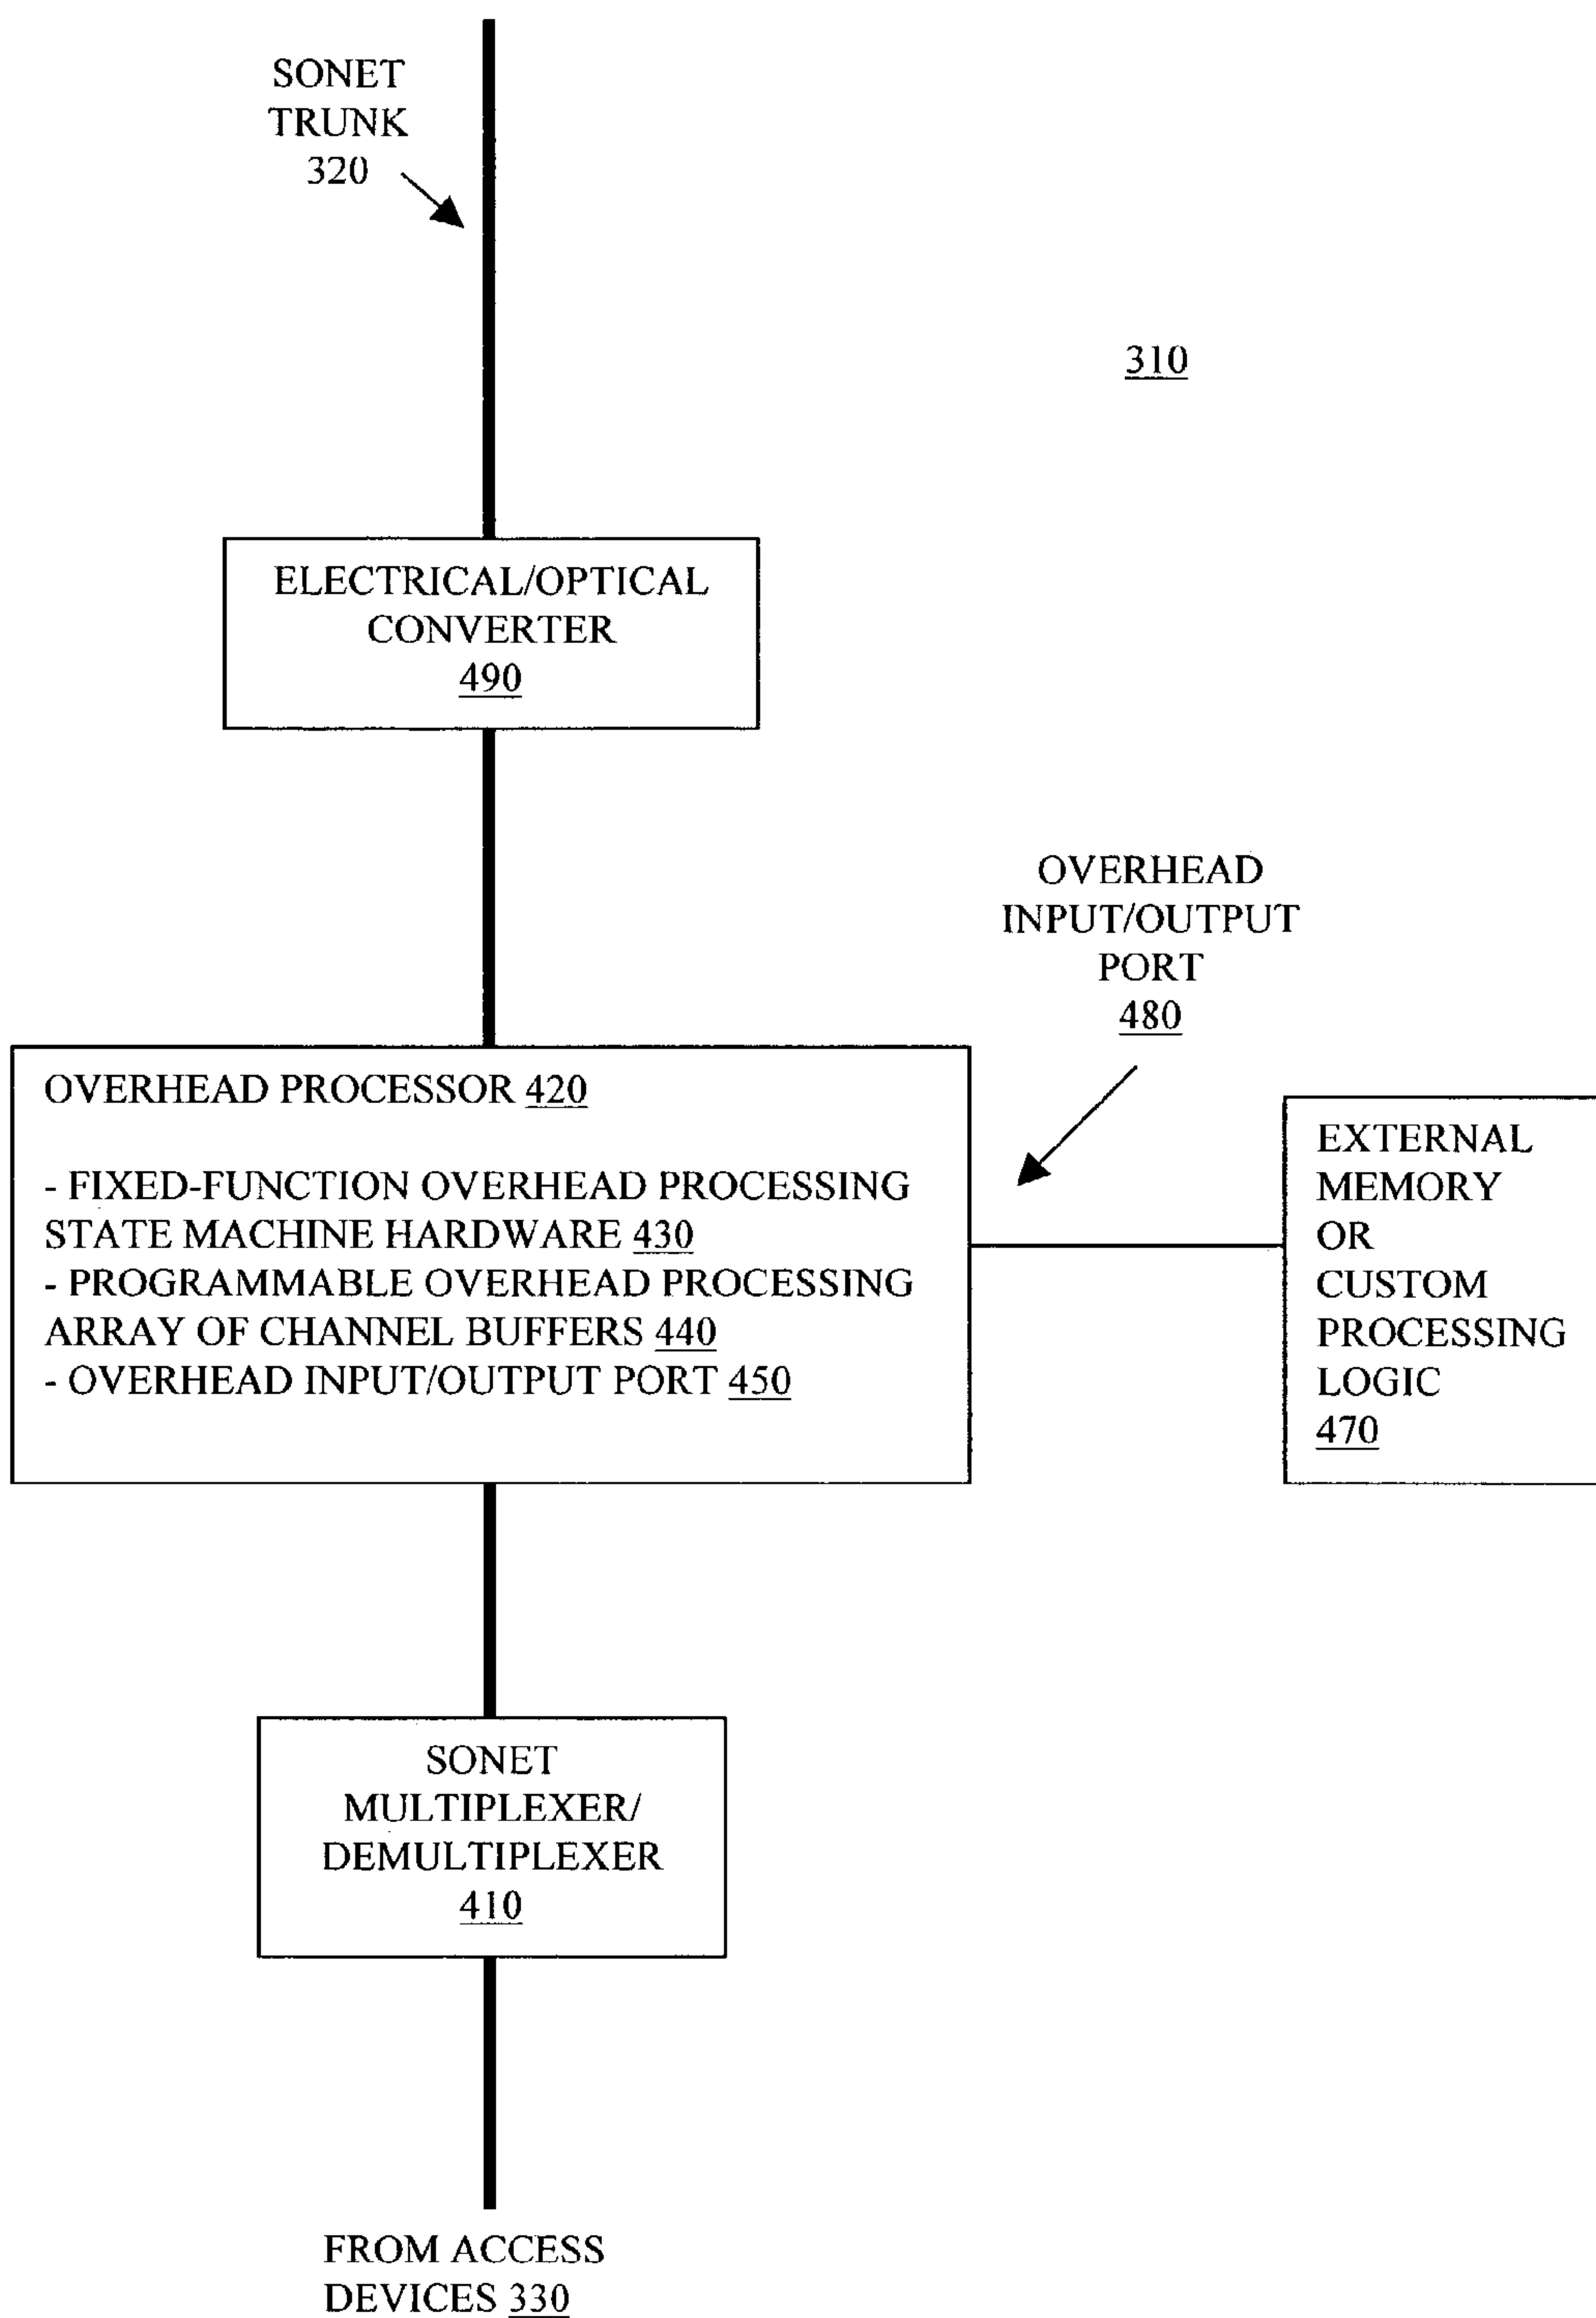 SONET
TRUNK
320
310
ELECTRICAL/OPTICAL
CONVERTER
490
OVERHEAD
INPUT/OUTPUT
PORT
480
OVERHEAD PROCESSOR 420
- FIXED-FUNCTION OVERHEAD PROCESSING
STATE MACHINE HARDWARE 430
- PROGRAMMABLE OVERHEAD PROCESSING
ARRAY OF CHANNEL BUFFERS 440
- OVERHEAD INPUT/OUTPUT PORT 450
EXTERNAL
MEMORY
OR
CUSTOM
PROCESSING
LOGIC
470
SONET
MULTIPLEXER/
DEMULTIPLEXER
410
FROM ACCESS
DEVICES 330